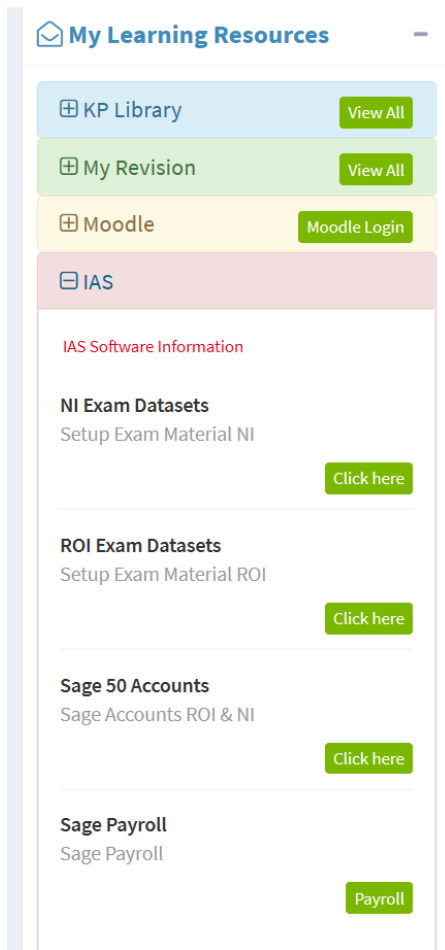 My Learning Resources
KP Library View All
My Revision View All
Moodle Moodle Login
IAS
IAS Software Information
NI Exam Datasets
Setup Exam Material NI
Click here
ROI Exam Datasets
Setup Exam Material ROI
Click here
Sage 50 Accounts
Sage Accounts ROI & NI
Click here
Sage Payroll
Sage Payroll
Payroll